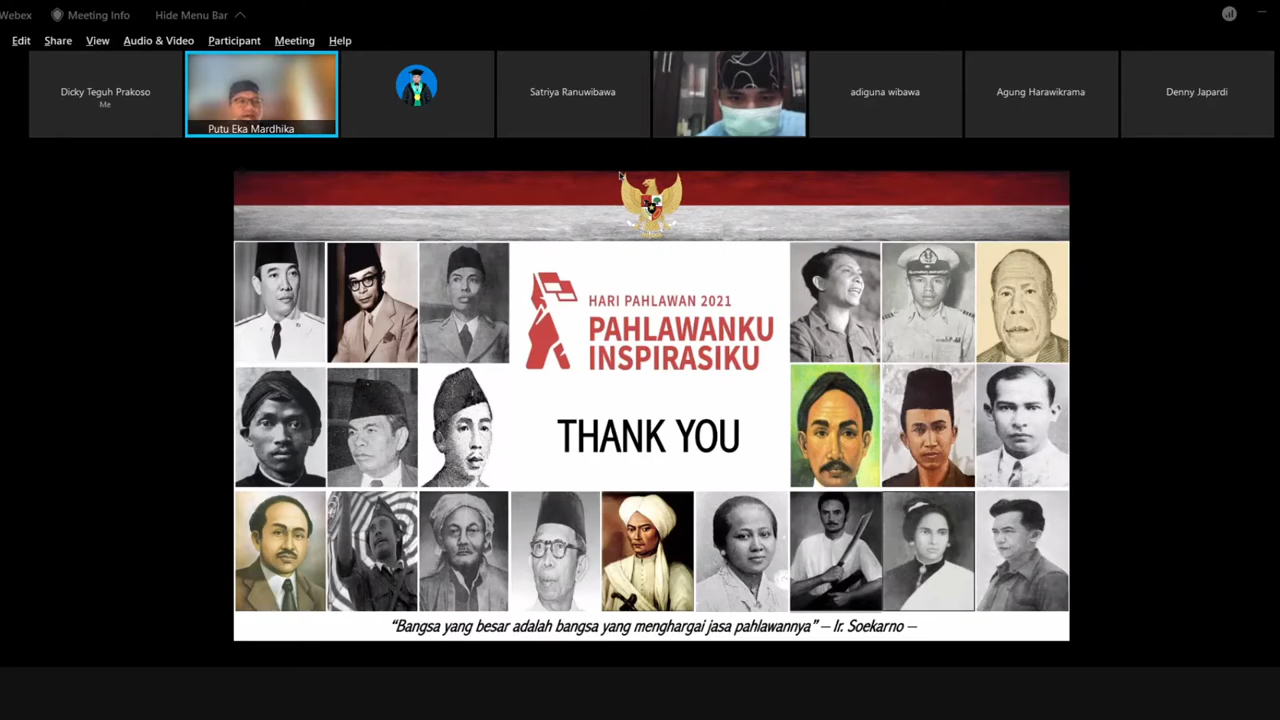 Webex
Meeting Info
Hide Menu Bar
Edit
Share
View
Audio & Video
Participant
Meeting
Help
Dicky Teguh Prakoso
Me
Putu Eka Mardhika
Satriya Ranuwibawa
adiguna wibawa
Agung Harawikrama
Denny Japardi
HARI PAHLAWAN 2021
PAHLAWANKU
INSPIRASIKU
THANK YOU
“Bangsa yang besar adalah bangsa yang menghargai jasa pahlawannya” – Ir. Soekarno –